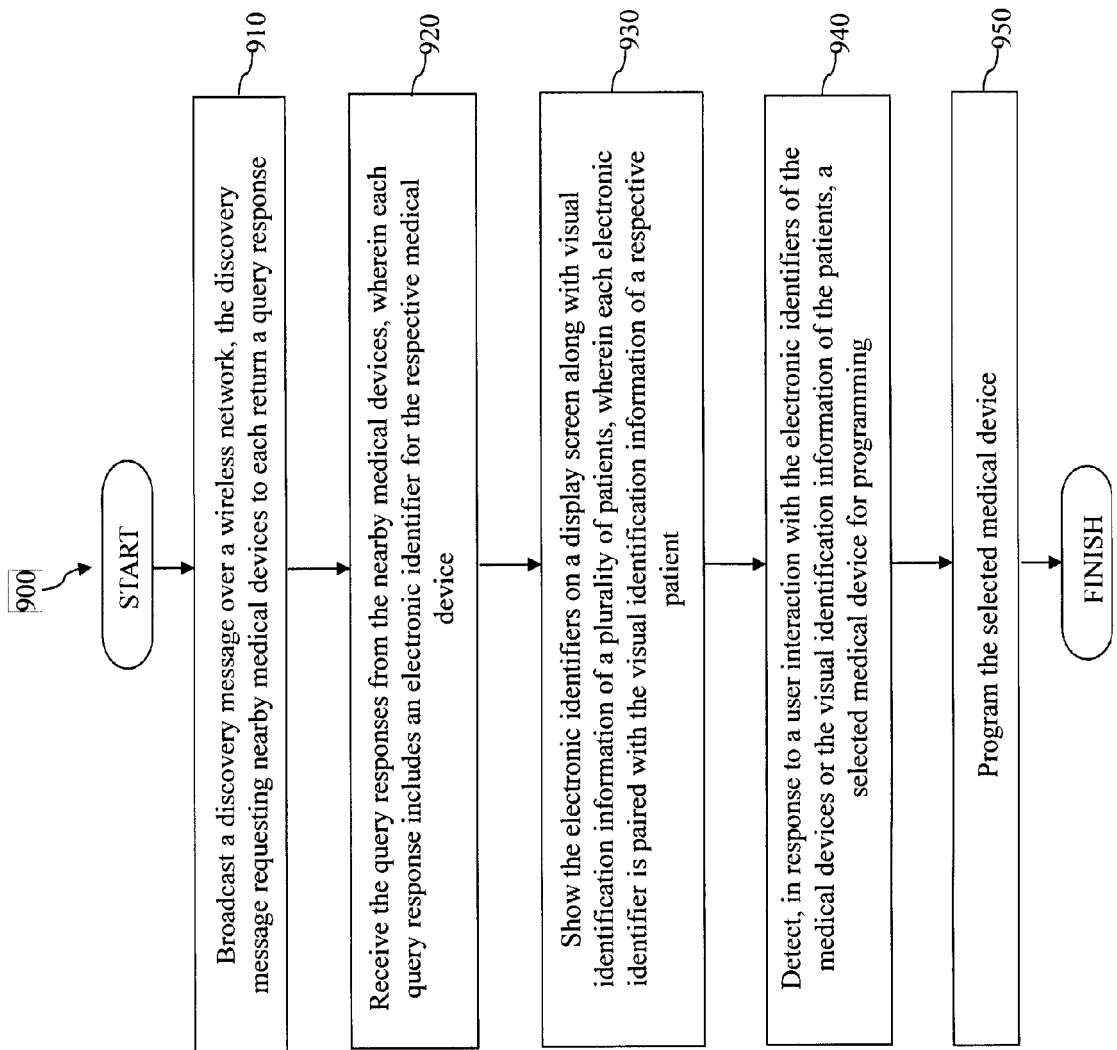 900
START
Broadcast a discovery message over a wireless network, the discovery
message requesting nearby medical devices to each return a query response
910
Receive the query responses from the nearby medical devices, wherein each
query response includes an electronic identifier for the respective medical
device
920
Show the electronic identifiers on a display screen along with visual
identification information of a plurality of patients, wherein each electronic
identifier is paired with the visual identification information of a respective
patient
930
Detect, in response to a user interaction with the electronic identifiers of the
medical devices or the visual identification information of the patients, a
selected medical device for programming
940
Program the selected medical device
950
FINISH